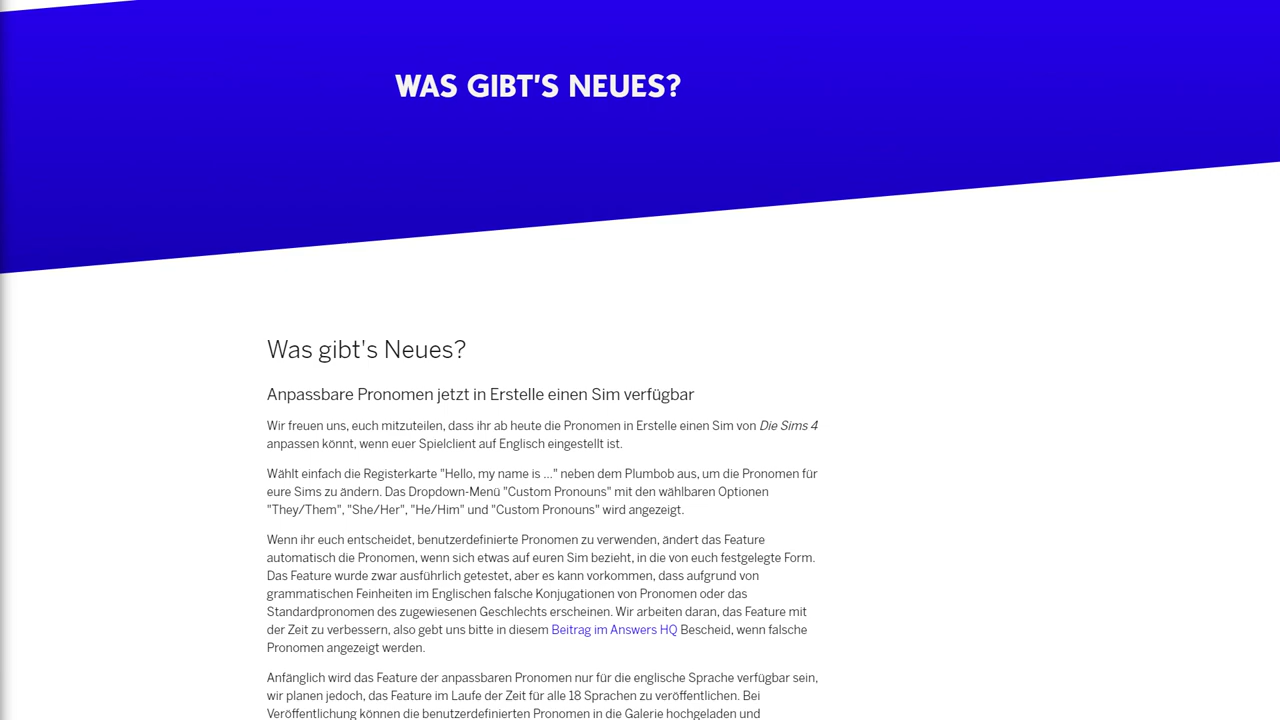 WAS GIBT'S NEUES?
Was gibt's Neues?
Anpassbare Pronomen jetzt in Erstelle einen Sim verfügbar
Wir freuen uns, euch mitzuteilen, dass ihr ab heute die Pronomen in Erstelle einen Sim von Die Sims 4
anpassen könnt, wenn euer Spielclient auf Englisch eingestellt ist.
Wählt einfach die Registerkarte "Hello, my name is ..." neben dem Plumbob aus, um die Pronomen für
eure Sims zu ändern. Das Dropdown-Menü "Custom Pronouns" mit den wählbaren Optionen
"They/Them", "She/Her", "He/Him" und "Custom Pronouns" wird angezeigt.
Wenn ihr euch entscheidet, benutzerdefinierte Pronomen zu verwenden, ändert das Feature
automatisch die Pronomen, wenn sich etwas auf euren Sim bezieht, in die von euch festgelegte Form.
Das Feature wurde zwar ausführlich getestet, aber es kann vorkommen, dass aufgrund von
grammatischen Feinheiten im Englischen falsche Konjugationen von Pronomen oder das
Standardpronomen des zugewiesenen Geschlechts erscheinen. Wir arbeiten daran, das Feature mit
der Zeit zu verbessern, also gebt uns bitte in diesem Beitrag im Answers HQ Bescheid, wenn falsche
Pronomen angezeigt werden.
Anfänglich wird das Feature der anpassbaren Pronomen nur für die englische Sprache verfügbar sein,
wir planen jedoch, das Feature im Laufe der Zeit für alle 18 Sprachen zu veröffentlichen. Bei
Veröffentlichung können die benutzerdefinierten Pronomen in die Galerie hochgeladen und